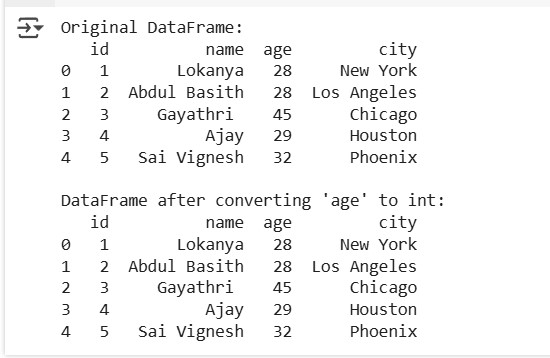 Original DataFrame:
   id         name  age         city
0   1      Lokanya   28     New York
1   2  Abdul Basith   28  Los Angeles
2   3    Gayathri    45      Chicago
3   4         Ajay   29      Houston
4   5   Sai Vignesh   32      Phoenix

DataFrame after converting 'age' to int:
   id         name  age         city
0   1      Lokanya   28     New York
1   2  Abdul Basith   28  Los Angeles
2   3    Gayathri    45      Chicago
3   4         Ajay   29      Houston
4   5   Sai Vignesh   32      Phoenix